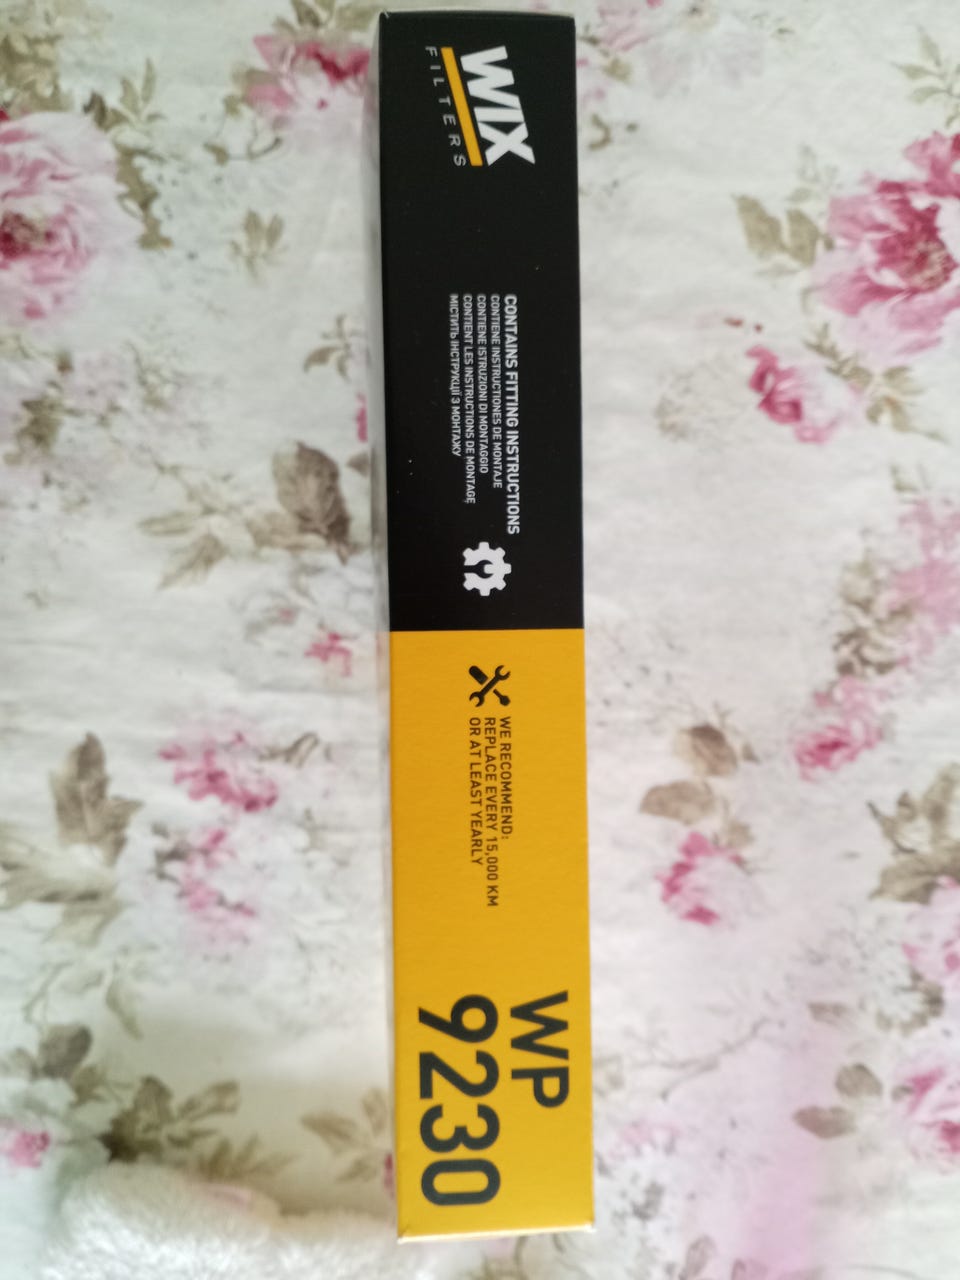 WIX
FILTERS
CONTAINS FITTING INSTRUCTIONS
CONTIENE INSTRUCTIONES DE MONTAJE
CONTIENE ISTRUZIONI DI MONTAGGIO
CONTIENT LES INSTRUCTIONS DE MONTAGE
МІСТИТЬ ІНСТРУКЦІЇ З МОНТАЖУ
WE RECOMMEND:
REPLACE EVERY 15,000 KM
OR AT LEAST YEARLY
WP
9230